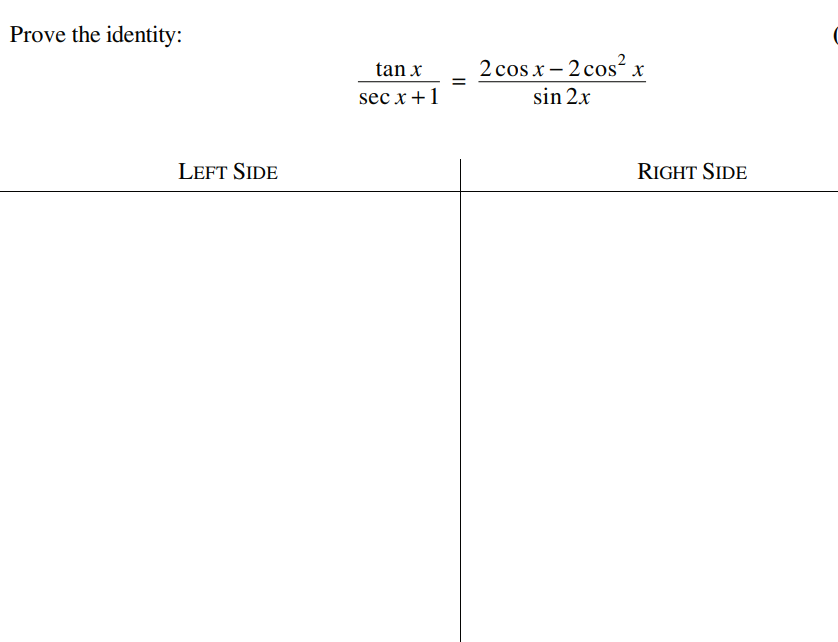 Prove the identity:
(
tan x / sec x + 1 = 2 cos x − 2 cos² x / sin 2x
LEFT SIDE
RIGHT SIDE